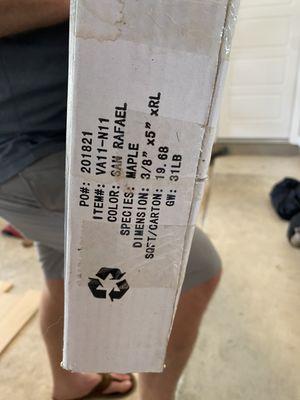 PO#: 201821
ITEM#: VA11-N11
COLOR: SAN RAFAEL
SPECIES: MAPLE
DIMENSION: 3/8" x5" xRL
SQFT/CARTON: 19.68
GW: 31LB